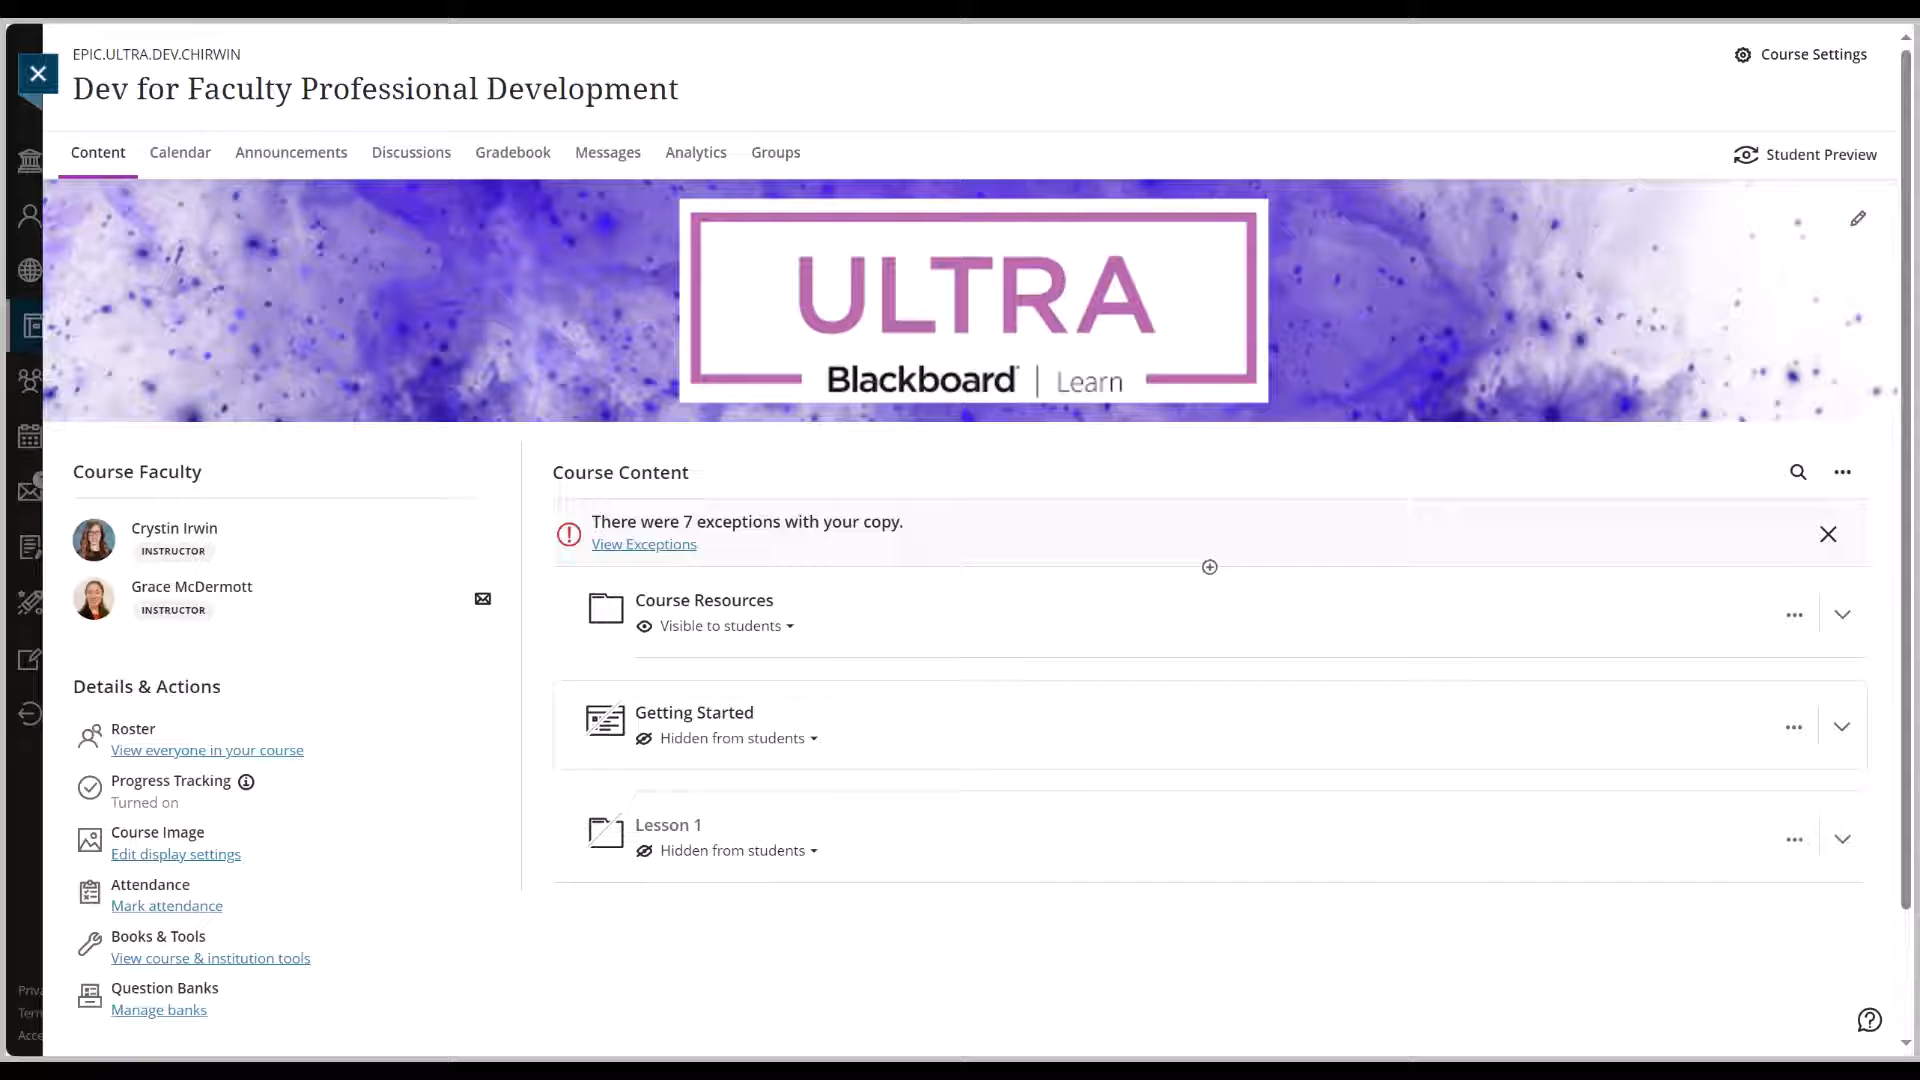 EPIC.ULTRA.DEV.CHIRWIN
Dev for Faculty Professional Development
Course Settings
Content Calendar Announcements Discussions Gradebook Messages Analytics Groups
Student Preview
ULTRA
Blackboard | Learn
Course Faculty
Crystin Irwin
INSTRUCTOR
Grace McDermott
INSTRUCTOR
Details & Actions
Roster
View everyone in your course
Progress Tracking
Turned on
Course Image
Edit display settings
Attendance
Mark attendance
Books & Tools
View course & institution tools
Question Banks
Manage banks
Course Content
There were 7 exceptions with your copy.
View Exceptions
Course Resources
Visible to students
Getting Started
Hidden from students
Lesson 1
Hidden from students
Priva
Term
Acce